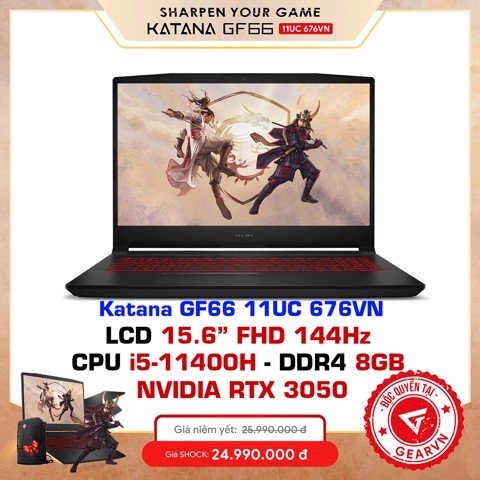 SHARPEN YOUR GAME
KATANA GF66 11UC 676VN
Katana GF66 11UC 676VN
LCD 15.6” FHD 144Hz
CPU i5-11400H - DDR4 8GB
NVIDIA RTX 3050
Giá niêm yết: 25.990.000 đ
Giá SHOCK: 24.990.000 đ
ĐỘC QUYỀN TẠI
GEARVN